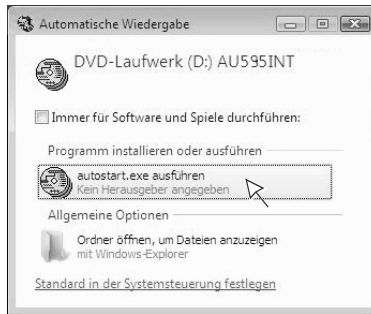 Automatische Wiedergabe
DVD-Laufwerk (D:) AU595INT
Immer für Software und Spiele durchführen:
Programm installieren oder ausführen
autostart.exe ausführen
Kein Herausgeber angegeben
Allgemeine Optionen
Ordner öffnen, um Dateien anzuzeigen
mit Windows-Explorer
Standard in der Systemsteuerung festlegen